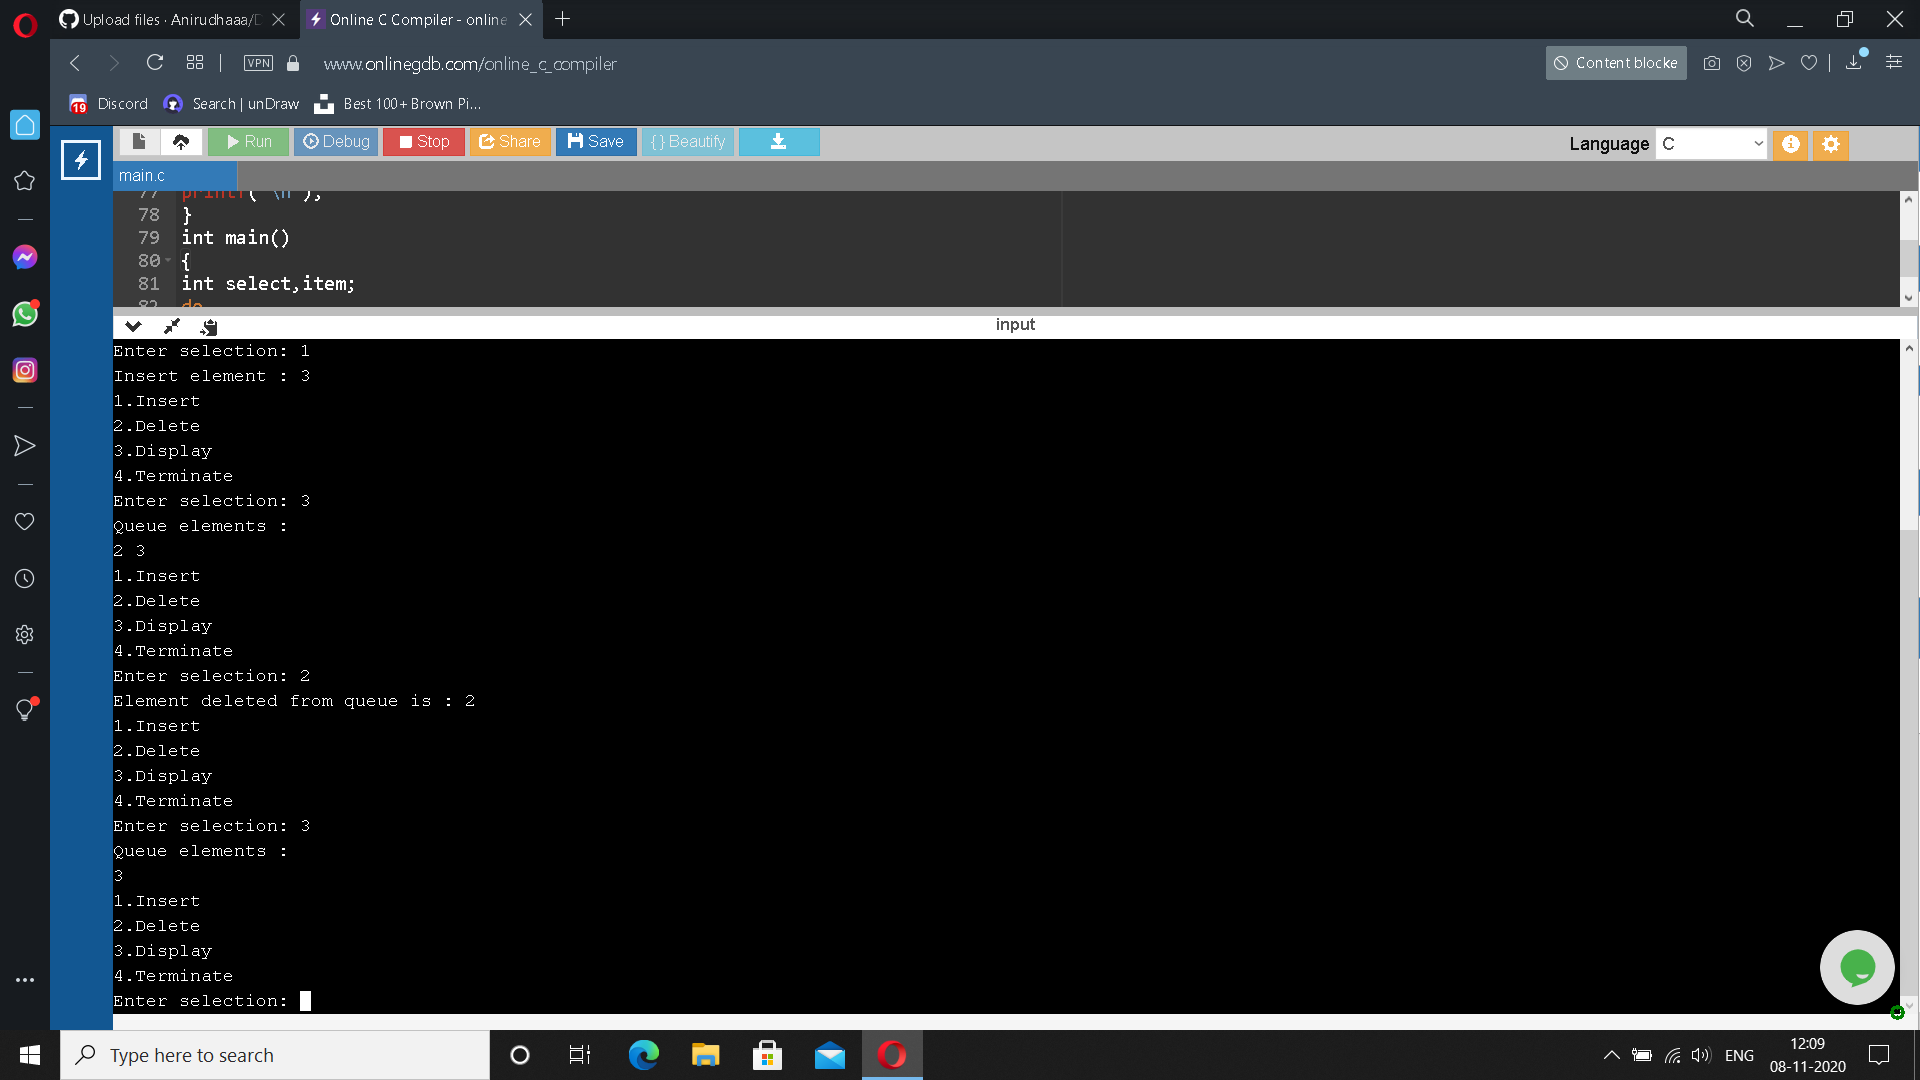 Upload files · Anirudhaaa/D
Online C Compiler - online
VPN
www.onlinegdb.com/online_c_compiler
Content blocke
19
Discord
Search | unDraw
Best 100+ Brown Pi...
Run
Debug
Stop
Share
Save
{ } Beautify
Language
C
main.c
77 printf("\n");
78 }
79 int main()
80 {
81 int select,item;
82 do
input
Enter selection: 1
Insert element : 3
1.Insert
2.Delete
3.Display
4.Terminate
Enter selection: 3
Queue elements :
2 3
1.Insert
2.Delete
3.Display
4.Terminate
Enter selection: 2
Element deleted from queue is : 2
1.Insert
2.Delete
3.Display
4.Terminate
Enter selection: 3
Queue elements :
3
1.Insert
2.Delete
3.Display
4.Terminate
Enter selection:
Type here to search
ENG
12:09
08-11-2020